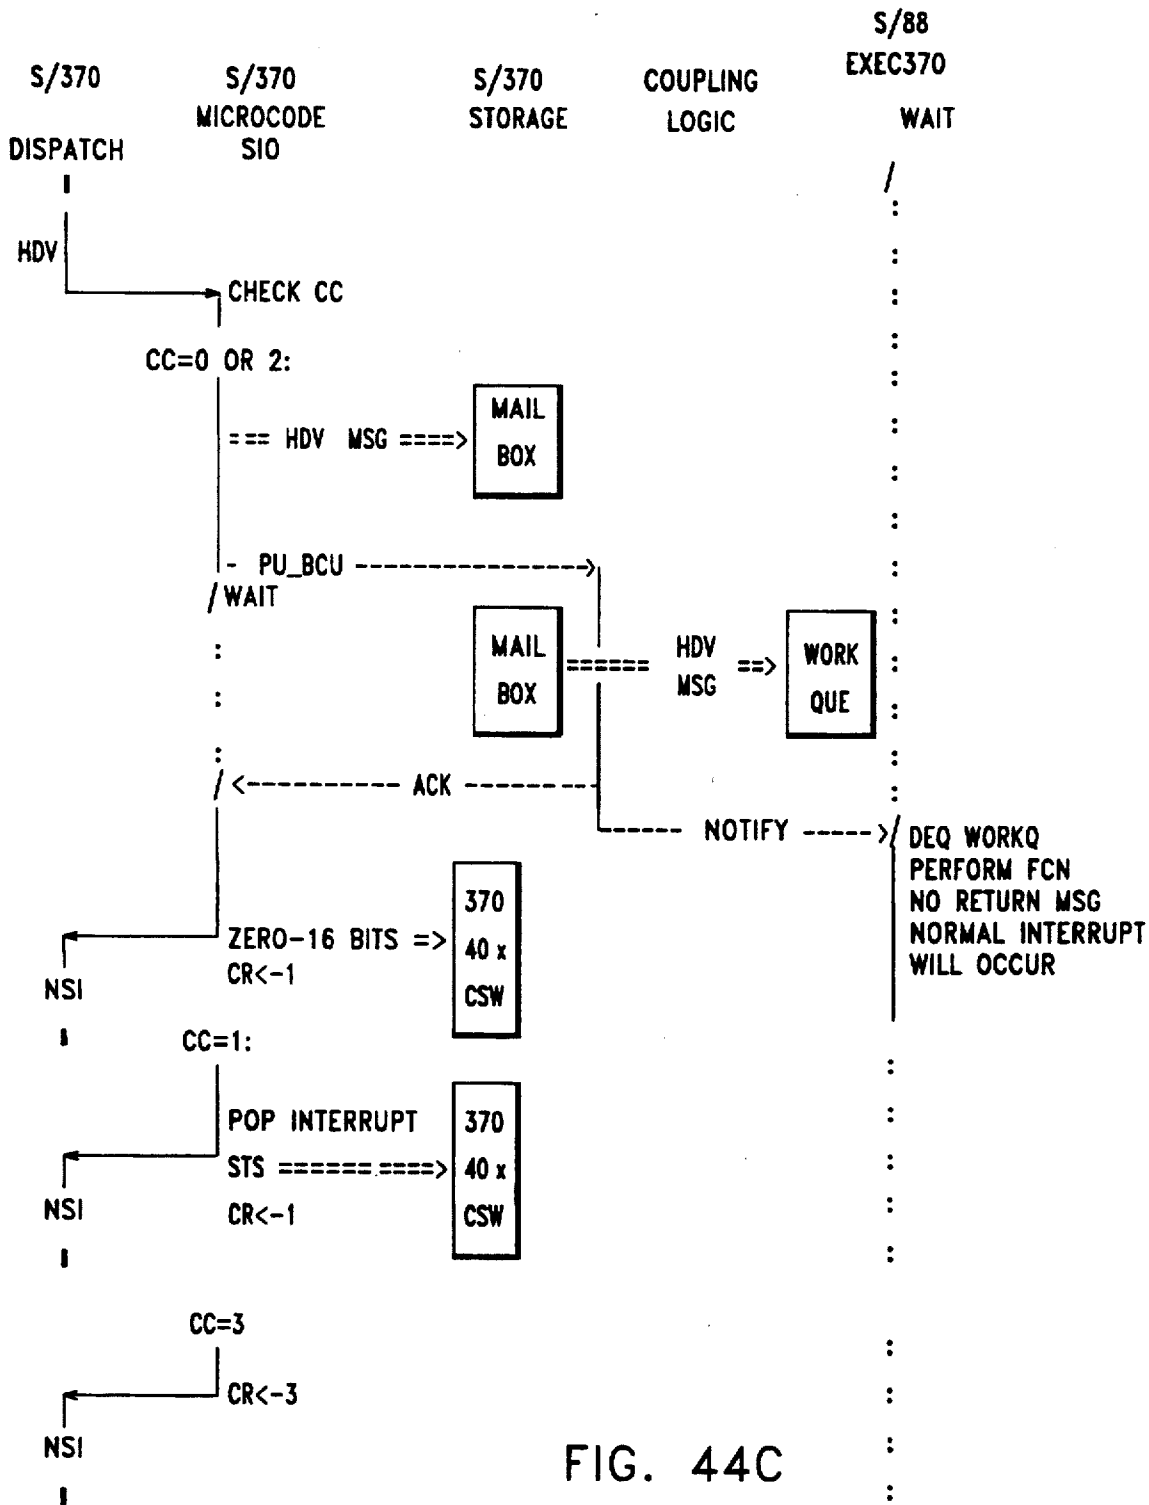 S/88
EXEC370
S/370
S/370
S/370
COUPLING
MICROCODE
STORAGE
LOGIC
WAIT
DISPATCH
SIO
HDV
CHECK CC
CC=0 OR 2:
=== HDV MSG ====>
MAIL
BOX
- PU_BCU -------------->
WAIT
MAIL
BOX
====== HDV MSG ==>
WORK
QUE
<--------- ACK --------
------ NOTIFY ----->
DEQ WORKQ
PERFORM FCN
NO RETURN MSG
NORMAL INTERRUPT
WILL OCCUR
ZERO-16 BITS =>
CR<-1
370
40 x
CSW
NSI
CC=1:
POP INTERRUPT
STS ====== ====>
CR<-1
370
40 x
CSW
NSI
CC=3
CR<-3
NSI
FIG. 44C